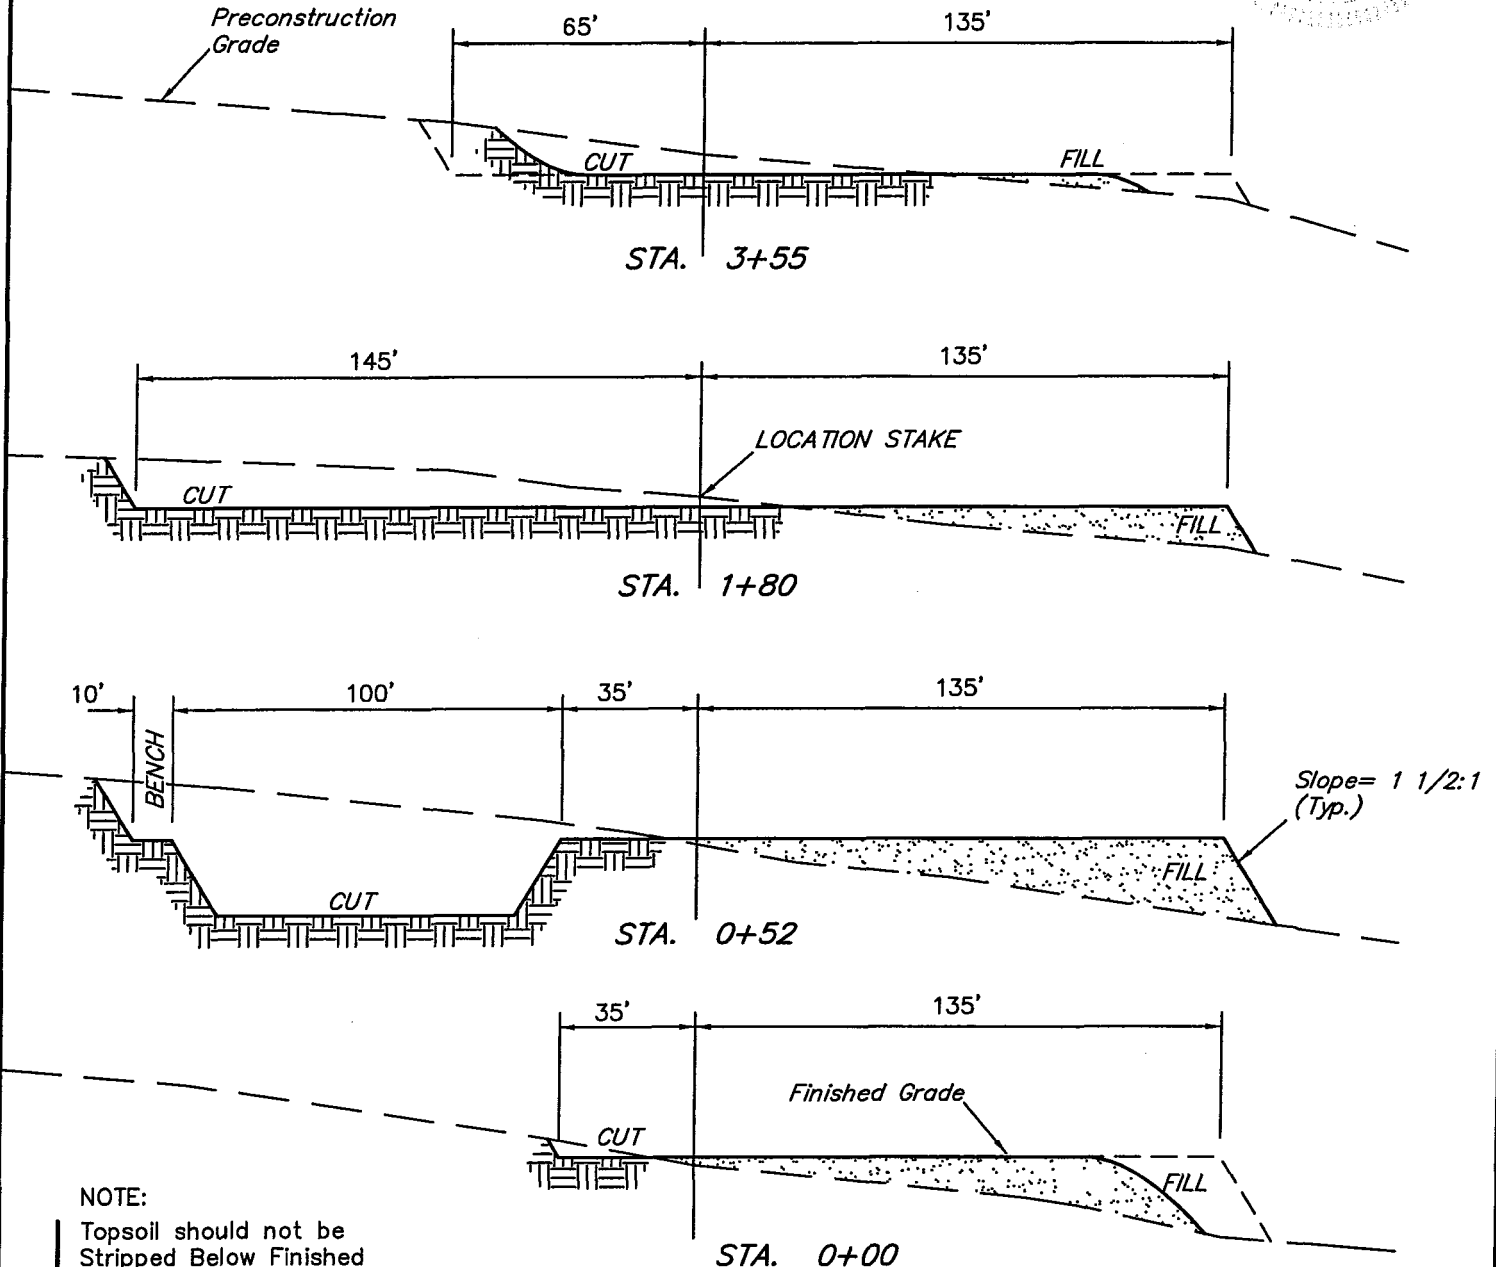 Preconstruction
Grade
65'
135'
CUT
FILL
STA. 3+55
145'
135'
LOCATION STAKE
CUT
FILL
STA. 1+80
10'
100'
35'
135'
BENCH
Slope= 1 1/2:1
(Typ.)
CUT
FILL
STA. 0+52
35'
135'
Finished Grade
CUT
FILL
STA. 0+00
NOTE:
Topsoil should not be
Stripped Below Finished